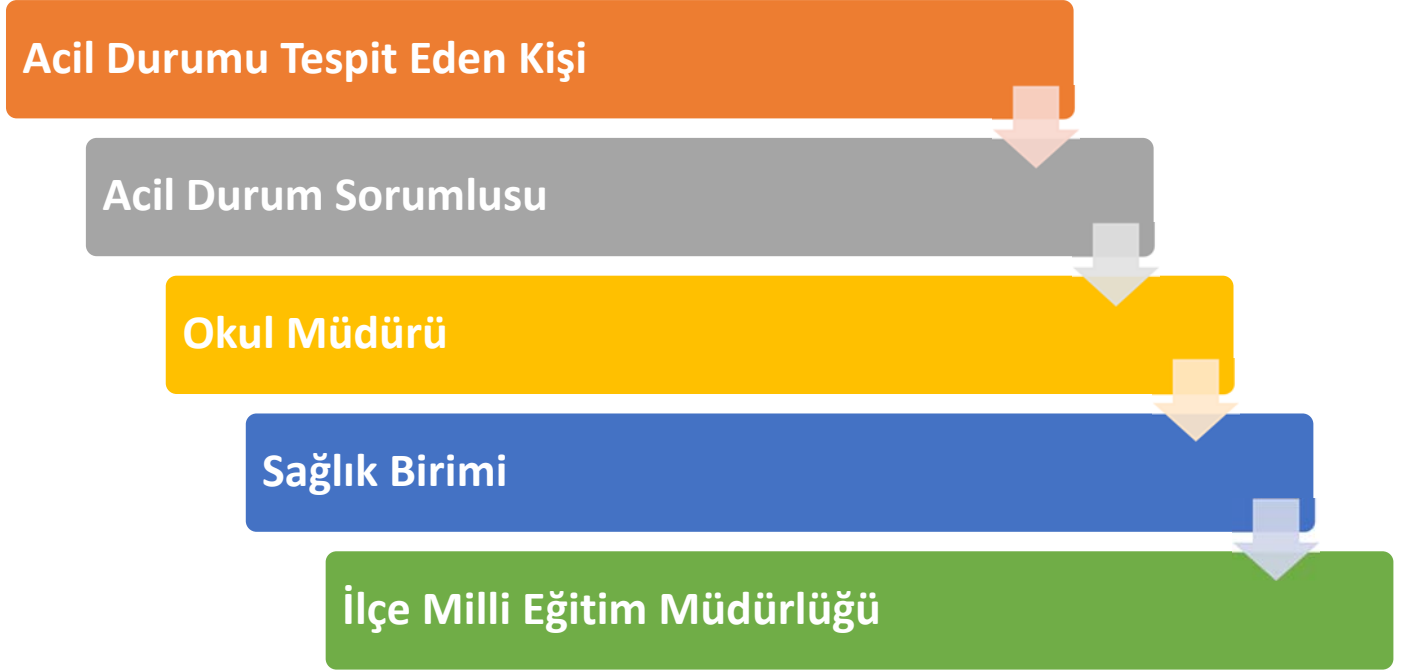 Acil Durumu Tespit Eden Kişi
Acil Durum Sorumlusu
Okul Müdürü
Sağlık Birimi
İlçe Milli Eğitim Müdürlüğü